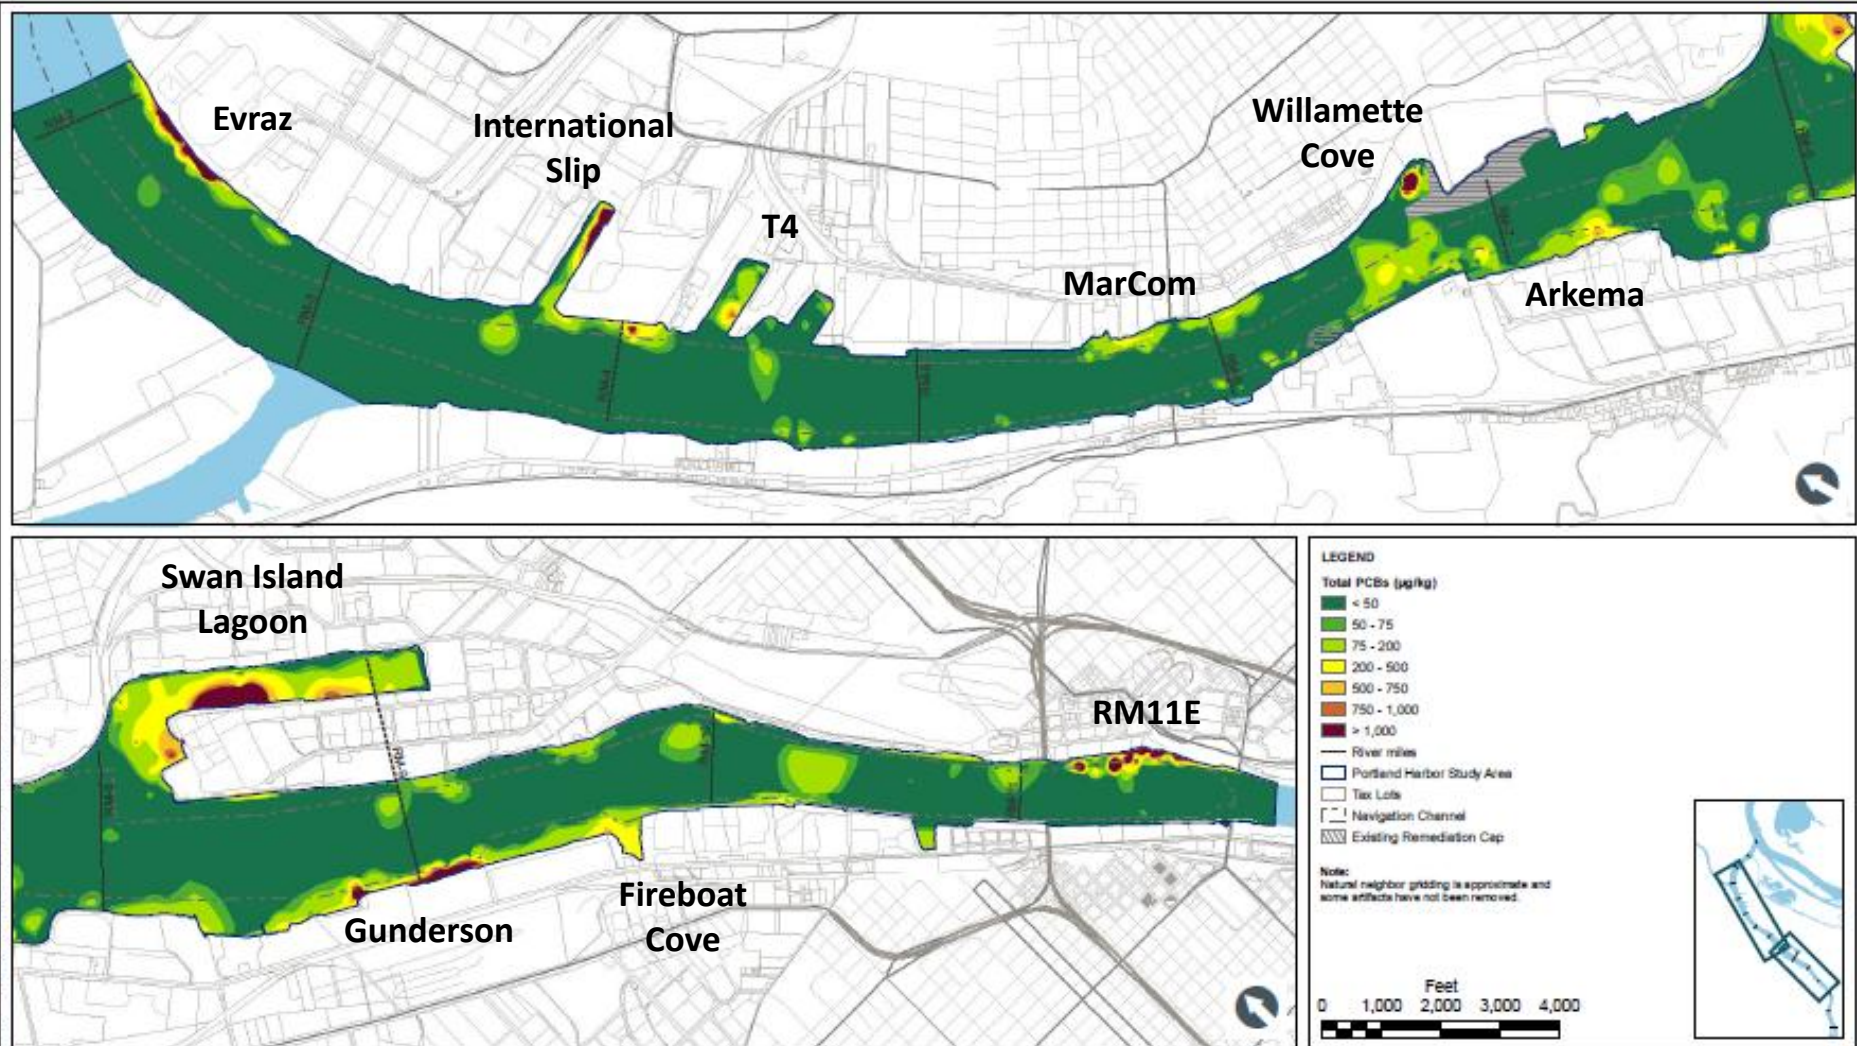 Evraz
International
Slip
T4
MarCom
Willamette
Cove
Arkema
Swan Island
Lagoon
Gunderson
Fireboat
Cove
RM11E
LEGEND
Total PCBs (µg/kg)
< 50
50 - 75
75 - 200
200 - 500
500 - 750
750 - 1,000
> 1,000
River miles
Portland Harbor Study Area
Tax Lots
Navigation Channel
Existing Remediation Cap
Note:
Natural neighbor gridding is approximate and
some artifacts have not been removed.
Feet
0 1,000 2,000 3,000 4,000